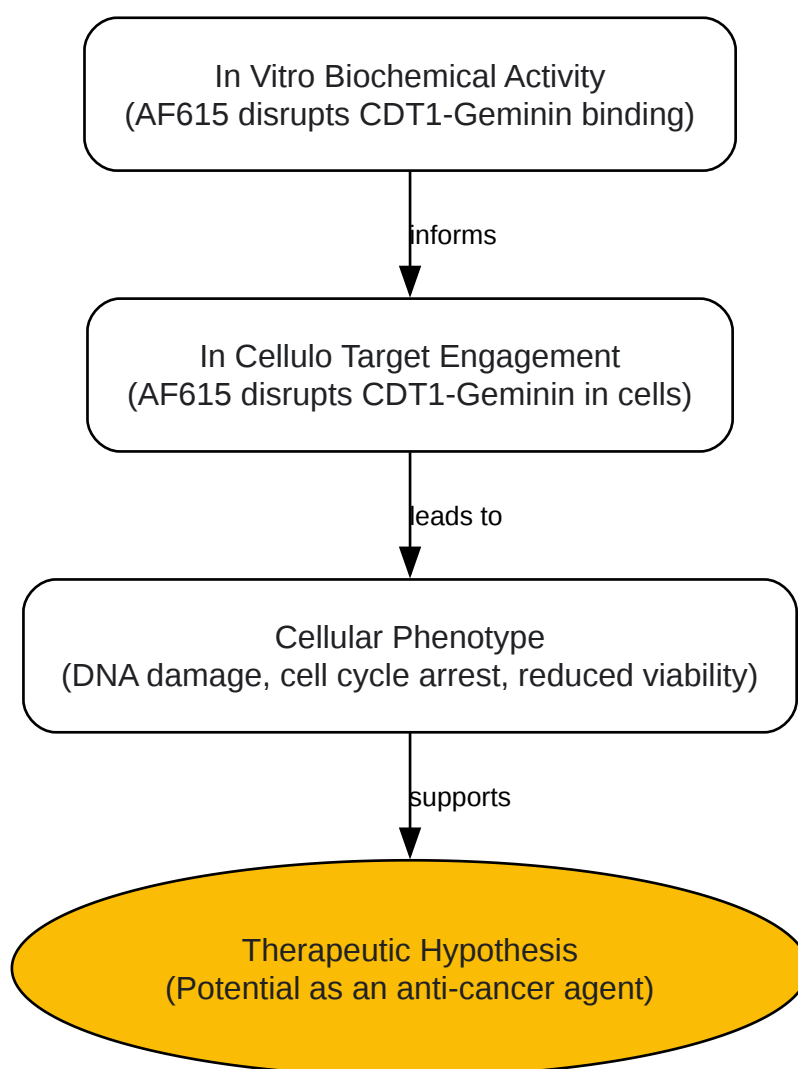 In Vitro Biochemical Activity
(AF615 disrupts CDT1-Geminin binding)
informs
In Cellulo Target Engagement
(AF615 disrupts CDT1-Geminin in cells)
leads to
Cellular Phenotype
(DNA damage, cell cycle arrest, reduced viability)
supports
Therapeutic Hypothesis
(Potential as an anti-cancer agent)